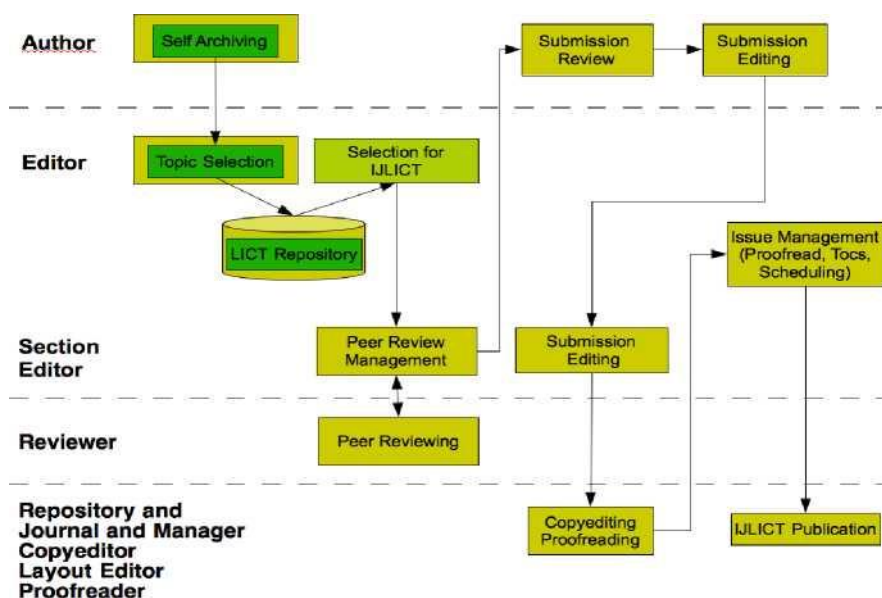 Author
Self Archiving
Submission
Review
Submission
Editing
Editor
Topic Selection
Selection for
IJLICT
LICT Repository
Issue Management
(Proofread, Tocs,
Scheduling)
Section
Editor
Peer Review
Management
Submission
Editing
Reviewer
Peer Reviewing
Repository and
Journal and Manager
Copyeditor
Layout Editor
Proofreader
Copyediting
Proofreading
IJLICT Publication